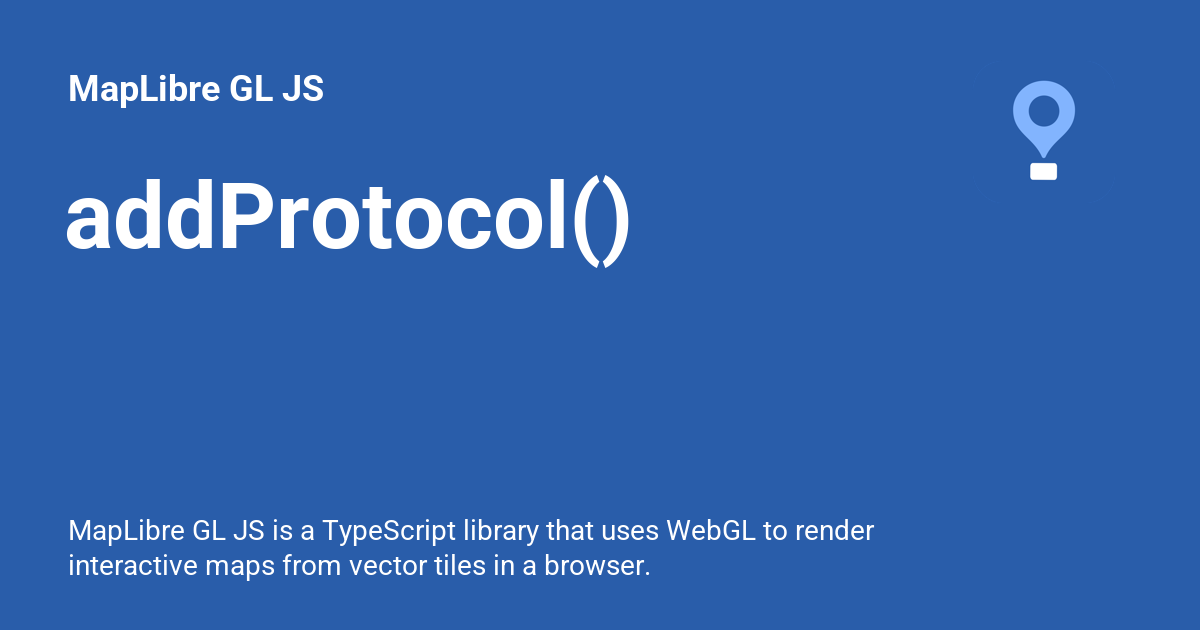 MapLibre GL JS
addProtocol()
MapLibre GL JS is a TypeScript library that uses WebGL to render
interactive maps from vector tiles in a browser.